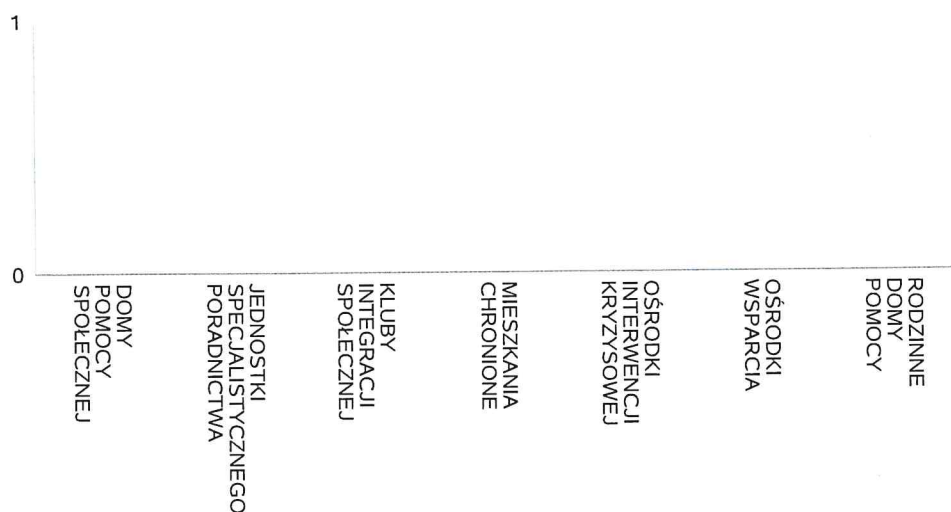 1
0
DOMY
POMOCY
SPOŁECZNEJ
JEDNOSTKI
SPECJALISTYCZNEGO
PORADNICTWA
KLUBY
INTEGRACJI
SPOŁECZNEJ
MIESZKANIA
CHRONIONE
OŚRODKI
INTERWENCJI
KRYZYSOWEJ
OŚRODKI
WSPARCIA
RODZINNE
DOMY
POMOCY